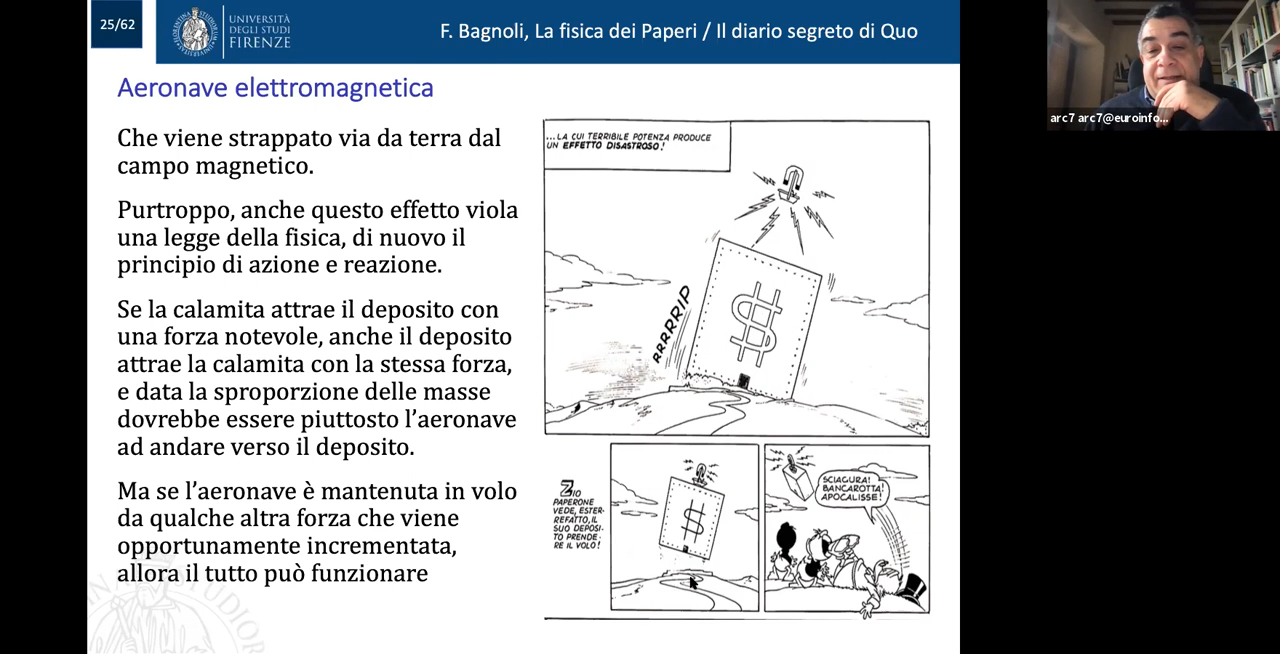 25/62
UNIVERSITÀ
DEGLI STUDI
FIRENZE
F. Bagnoli, La fisica dei Paperi / Il diario segreto di Quo
arc7 arc7@euroinfo...
Aeronave elettromagnetica
Che viene strappato via da terra dal
campo magnetico.
Purtroppo, anche questo effetto viola
una legge della fisica, di nuovo il
principio di azione e reazione.
Se la calamita attrae il deposito con
una forza notevole, anche il deposito
attrae la calamita con la stessa forza,
e data la sproporzione delle masse
dovrebbe essere piuttosto l’aeronave
ad andare verso il deposito.
Ma se l’aeronave è mantenuta in volo
da qualche altra forza che viene
opportunamente incrementata,
allora il tutto può funzionare
...LA CUI TERRIBILE POTENZA PRODUCE
UN EFFETTO DISASTROSO!
RRRRRIP
$
ZIO
PAPERONE
VEDE, ESTER-
REFATTO, IL
SUO DEPOSI-
TO PRENDE-
RE IL VOLO!
$
SCIAGURA!
BANCAROTTA!
APOCALISSE!